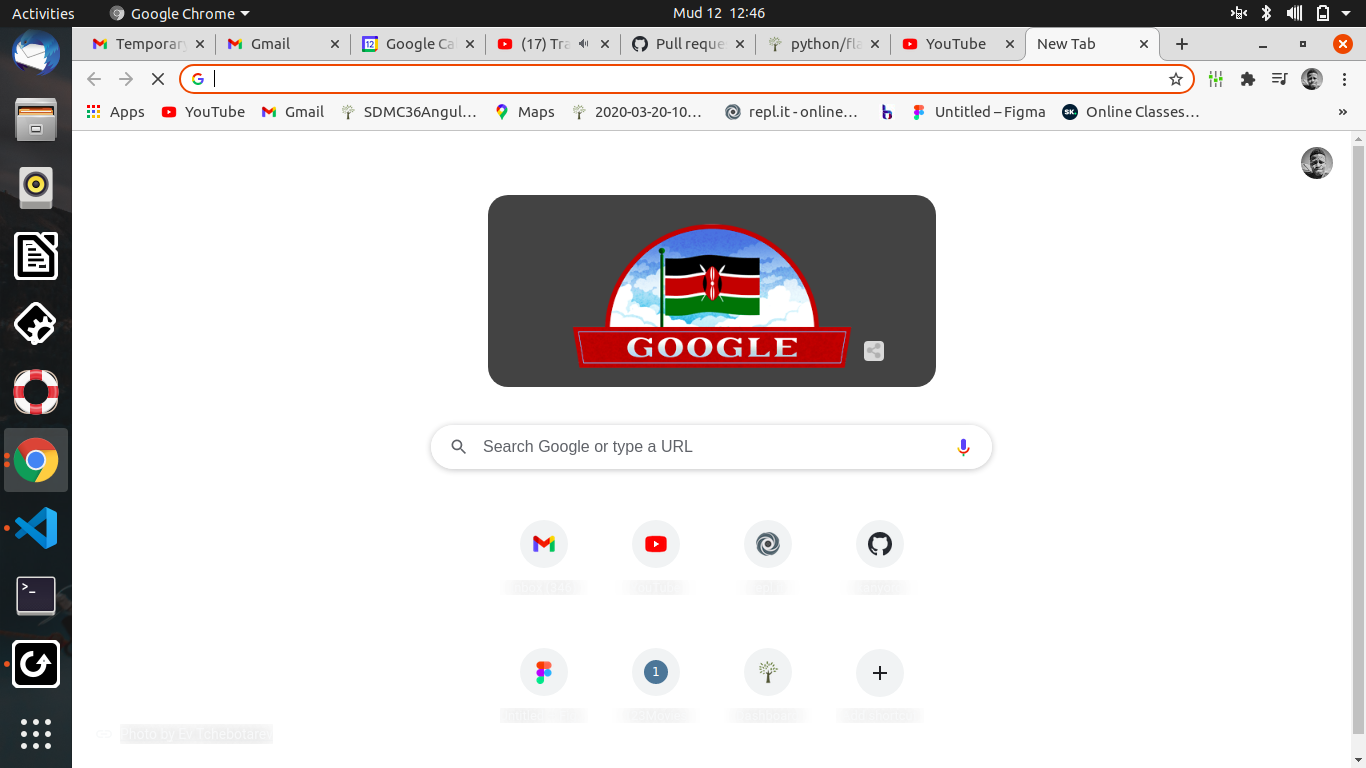 Activities Google Chrome Mud 12 12:46
Temporary Gmail Google Cal (17) Tra Pull reque python/fla YouTube New Tab
Apps YouTube Gmail SDMC36Angul… Maps 2020-03-20-10… repl.it - online… Untitled – Figma Online Classes… »
GOOGLE
Search Google or type a URL
1
Photo by Ev Tchebotarev